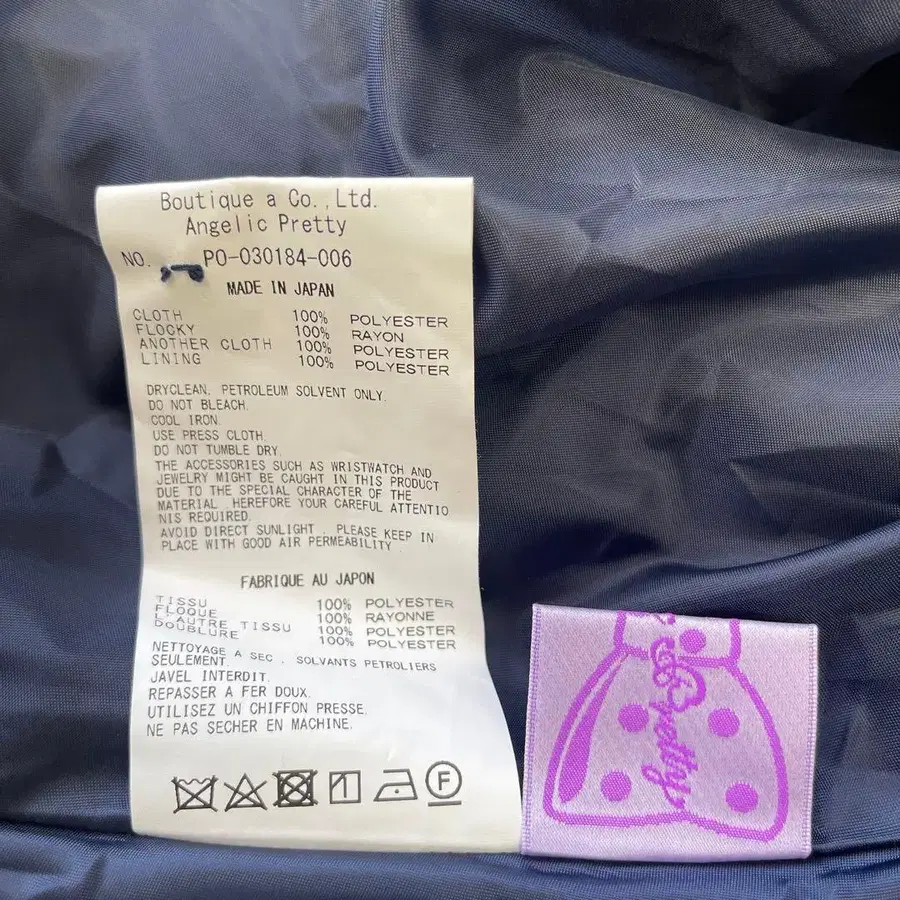 Boutique a Co.,Ltd.
Angelic Pretty
NO. PO-030184-006
MADE IN JAPAN
CLOTH 100% POLYESTER
FLOCKY 100% RAYON
ANOTHER CLOTH 100% POLYESTER
LINING 100% POLYESTER
DRYCLEAN. PETROLEUM SOLVENT ONLY.
DO NOT BLEACH.
COOL IRON.
USE PRESS CLOTH.
DO NOT TUMBLE DRY.
THE ACCESSORIES SUCH AS WRISTWATCH AND
JEWELRY MIGHT BE CAUGHT IN THIS PRODUCT
DUE TO THE SPECIAL CHARACTER OF THE
MATERIAL . HEREFORE YOUR CAREFUL ATTENTIO
NIS REQUIRED.
AVOID DIRECT SUNLIGHT . PLEASE KEEP IN
PLACE WITH GOOD AIR PERMEABILITY
FABRIQUE AU JAPON
TISSU 100% POLYESTER
FLOQUE 100% RAYONNE
L AUTRE TISSU 100% POLYESTER
DOUBLURE 100% POLYESTER
NETTOYAGE A SEC . SOLVANTS PETROLIERS
SEULEMENT.
JAVEL INTERDIT.
REPASSER A FER DOUX.
UTILISEZ UN CHIFFON PRESSE.
NE PAS SECHER EN MACHINE.
F
Pretty